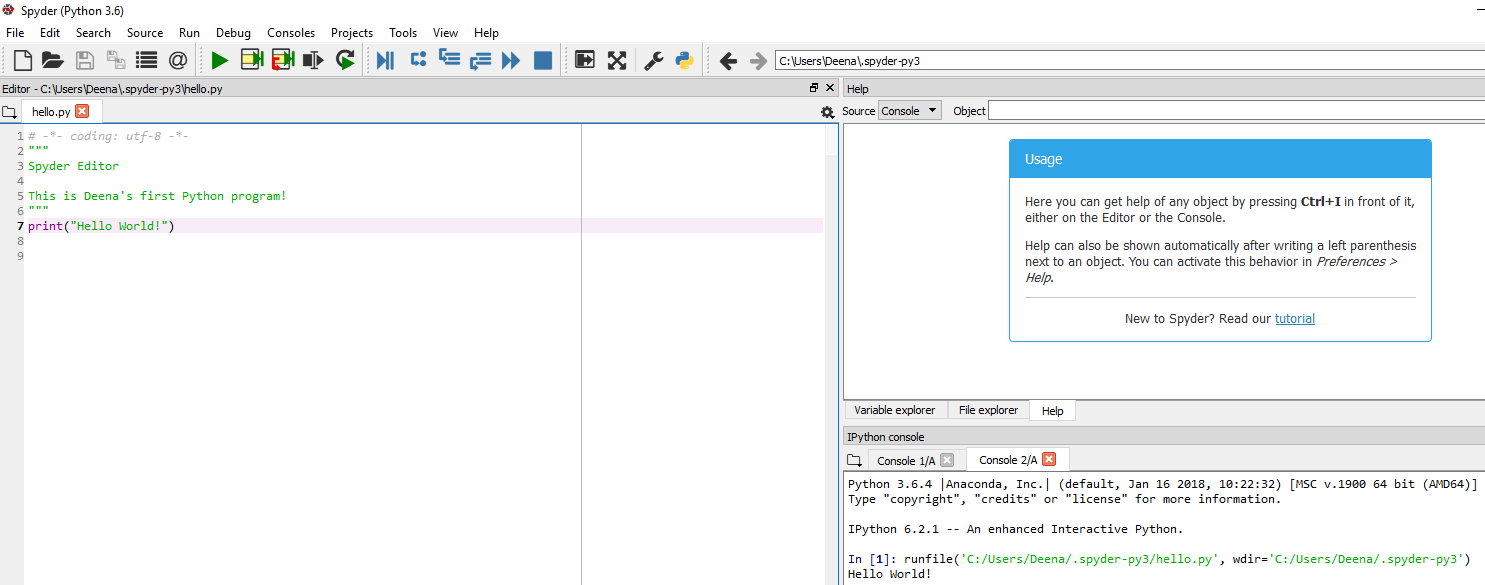 Spyder (Python 3.6)
File Edit Search Source Run Debug Consoles Projects Tools View Help
C:\Users\Deena\.spyder-py3
Editor - C:\Users\Deena\.spyder-py3\hello.py
hello.py
1 # -*- coding: utf-8 -*-
2 """
3 Spyder Editor
4
5 This is Deena's first Python program!
6 """
7 print("Hello World!")
8
9
Help
Source Console Object
Usage
Here you can get help of any object by pressing Ctrl+I in front of it,
either on the Editor or the Console.
Help can also be shown automatically after writing a left parenthesis
next to an object. You can activate this behavior in Preferences >
Help.
New to Spyder? Read our tutorial
Variable explorer File explorer Help
IPython console
Console 1/A Console 2/A
Python 3.6.4 |Anaconda, Inc.| (default, Jan 16 2018, 10:22:32) [MSC v.1900 64 bit (AMD64)]
Type "copyright", "credits" or "license" for more information.
IPython 6.2.1 -- An enhanced Interactive Python.
In [1]: runfile('C:/Users/Deena/.spyder-py3/hello.py', wdir='C:/Users/Deena/.spyder-py3')
Hello World!